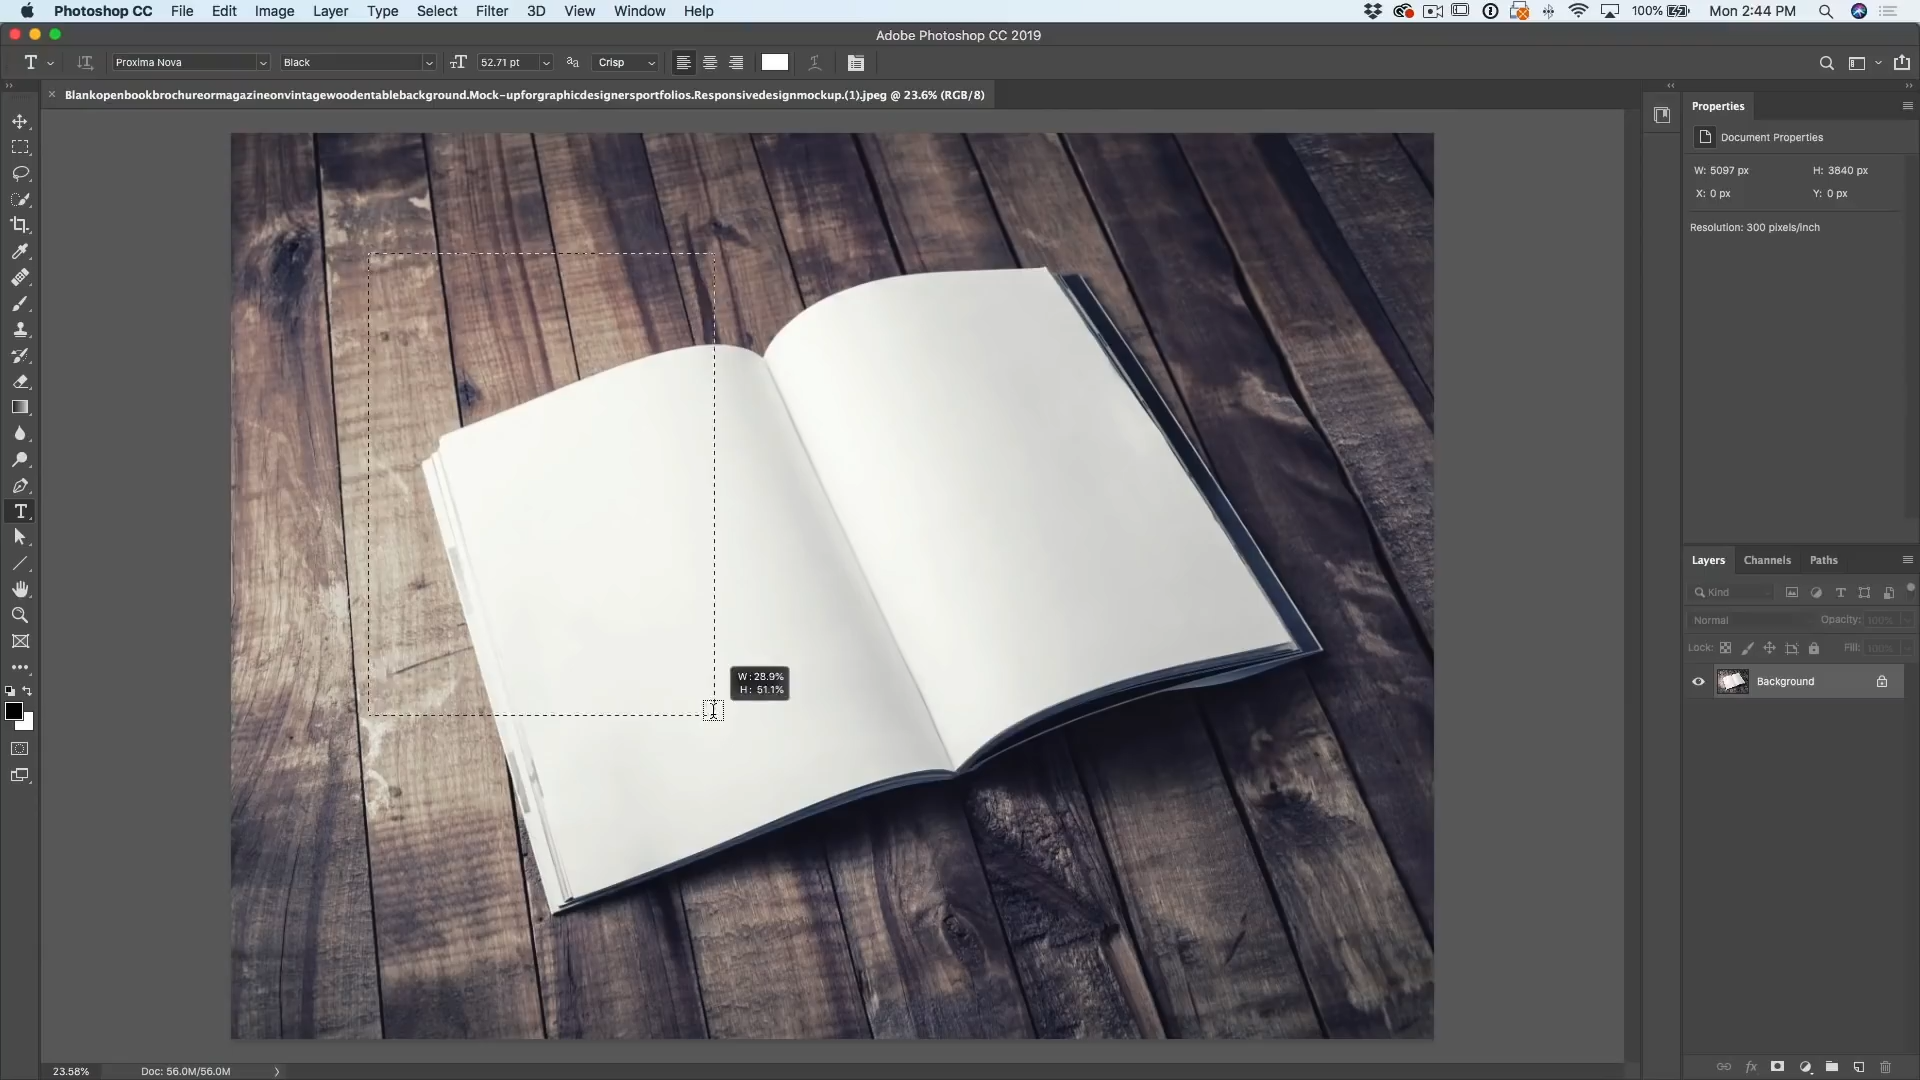 Photoshop CC File Edit Image Layer Type Select Filter 3D View Window Help 100% Mon 2:44 PM
Adobe Photoshop CC 2019
Proxima Nova Black 52.71 pt Crisp
Blankopenbookbrochureormagazineonvintagewoodentablebackground.Mock-upforgraphicdesignersportfolios.Responsivedesignmockup.(1).jpeg @ 23.6% (RGB/8)
Properties
Document Properties
W: 5097 px H: 3840 px
X: 0 px Y: 0 px
Resolution: 300 pixels/inch
W: 28.9%
H: 51.1%
Layers Channels Paths
Kind
Normal Opacity: 100%
Lock: Fill: 100%
Background
23.58% Doc: 56.0M/56.0M